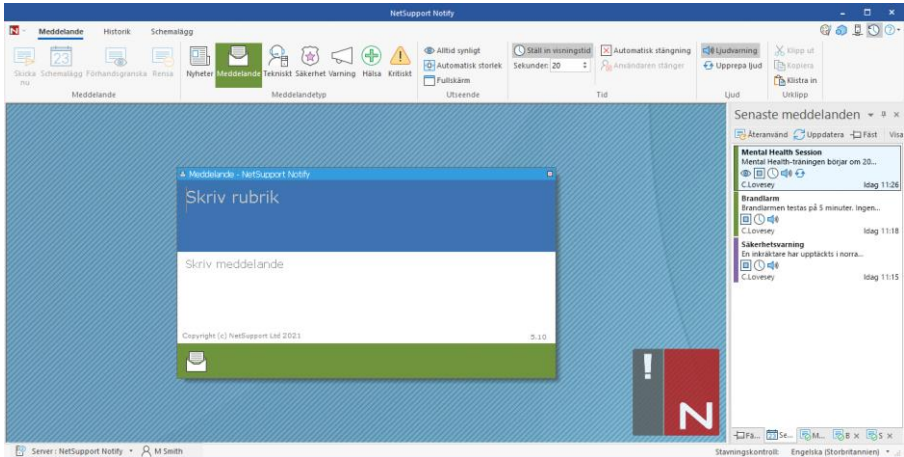 NetSupport Notify
N
Meddelande Historik Schemalägg
Skicka nu Schemalägg Förhandsgranska Rensa
Nyheter Meddelande Tekniskt Säkerhet Varning Hälsa Kritiskt
Alltid synligt
Automatisk storlek
Fullskärm
Ställ in visningstid
Sekunder: 20
Automatisk stängning
Användaren stänger
Ljudvarning
Upprepa ljud
Klipp ut
Kopiera
Klistra in
Meddelande Meddelandetyp Utseende Tid Ljud Urklipp
Meddelande - NetSupport Notify
Skriv rubrik
Skriv meddelande
Copyright (c) NetSupport Ltd 2021 5.10
! N
Senaste meddelanden
Återanvänd Uppdatera Fäst Visa
Mental Health Session
Mental Health-träningen börjar om 20...
C.Lovesey Idag 11:26
Brandlarm
Brandlarmen testas på 5 minuter. Ingen...
C.Lovesey Idag 11:18
Säkerhetsvarning
En inkräktare har upptäckts i norra...
C.Lovesey Idag 11:15
Fä... Se... M... B x S x
Server : NetSupport Notify M Smith
Stavningskontroll: Engelska (Storbritannien)